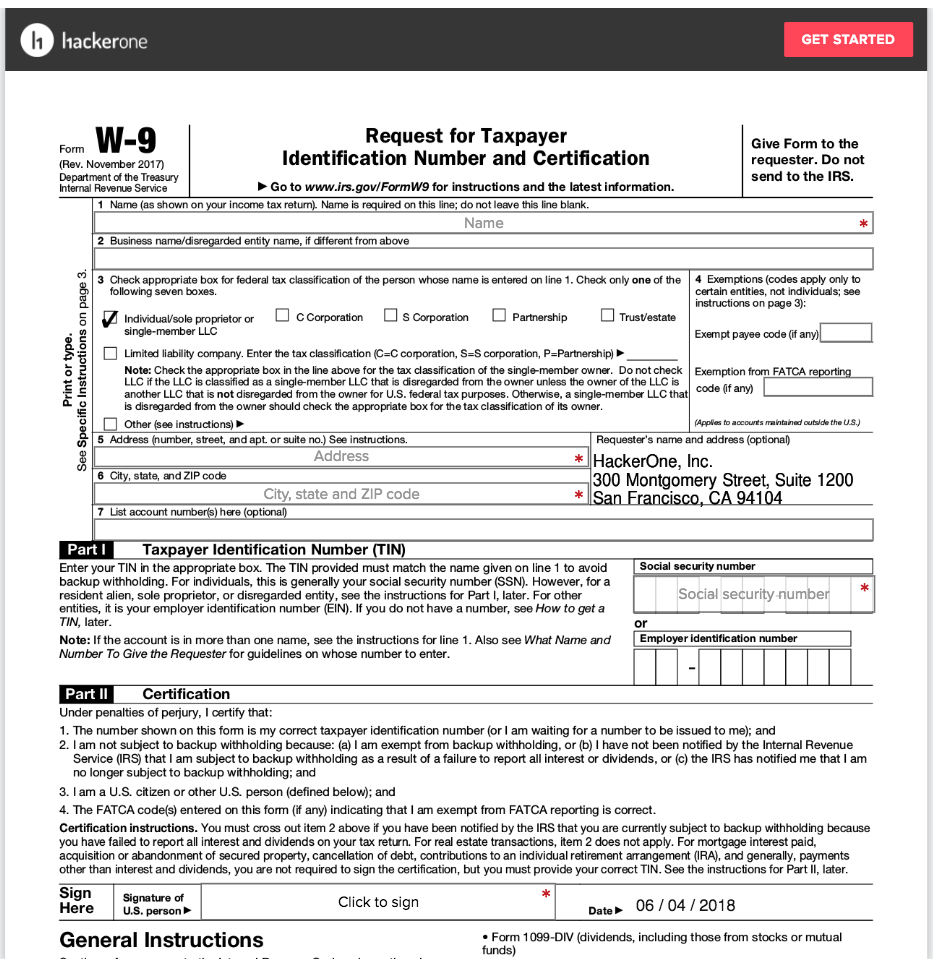 hackerone
GET STARTED
Form W-9
(Rev. November 2017)
Department of the Treasury
Internal Revenue Service
Request for Taxpayer
Identification Number and Certification
▶ Go to www.irs.gov/FormW9 for instructions and the latest information.
Give Form to the
requester. Do not
send to the IRS.
Print or type.
See Specific Instructions on page 3.
1 Name (as shown on your income tax return). Name is required on this line; do not leave this line blank.
Name *
2 Business name/disregarded entity name, if different from above
3 Check appropriate box for federal tax classification of the person whose name is entered on line 1. Check only one of the
following seven boxes.
Individual/sole proprietor or
single-member LLC
C Corporation
S Corporation
Partnership
Trust/estate
Limited liability company. Enter the tax classification (C=C corporation, S=S corporation, P=Partnership) ▶
Note: Check the appropriate box in the line above for the tax classification of the single-member owner. Do not check
LLC if the LLC is classified as a single-member LLC that is disregarded from the owner unless the owner of the LLC is
another LLC that is not disregarded from the owner for U.S. federal tax purposes. Otherwise, a single-member LLC that
is disregarded from the owner should check the appropriate box for the tax classification of its owner.
Other (see instructions) ▶
4 Exemptions (codes apply only to
certain entities, not individuals; see
instructions on page 3):
Exempt payee code (if any)
Exemption from FATCA reporting
code (if any)
(Applies to accounts maintained outside the U.S.)
5 Address (number, street, and apt. or suite no.) See instructions.
Address *
6 City, state, and ZIP code
City, state and ZIP code *
Requester's name and address (optional)
HackerOne, Inc.
300 Montgomery Street, Suite 1200
San Francisco, CA 94104
7 List account number(s) here (optional)
Part I Taxpayer Identification Number (TIN)
Enter your TIN in the appropriate box. The TIN provided must match the name given on line 1 to avoid
backup withholding. For individuals, this is generally your social security number (SSN). However, for a
resident alien, sole proprietor, or disregarded entity, see the instructions for Part I, later. For other
entities, it is your employer identification number (EIN). If you do not have a number, see How to get a
TIN, later.
Note: If the account is in more than one name, see the instructions for line 1. Also see What Name and
Number To Give the Requester for guidelines on whose number to enter.
Social security number
Social security number *
or
Employer identification number
–
Part II Certification
Under penalties of perjury, I certify that:
1. The number shown on this form is my correct taxpayer identification number (or I am waiting for a number to be issued to me); and
2. I am not subject to backup withholding because: (a) I am exempt from backup withholding, or (b) I have not been notified by the Internal Revenue
Service (IRS) that I am subject to backup withholding as a result of a failure to report all interest or dividends, or (c) the IRS has notified me that I am
no longer subject to backup withholding; and
3. I am a U.S. citizen or other U.S. person (defined below); and
4. The FATCA code(s) entered on this form (if any) indicating that I am exempt from FATCA reporting is correct.
Certification instructions. You must cross out item 2 above if you have been notified by the IRS that you are currently subject to backup withholding because
you have failed to report all interest and dividends on your tax return. For real estate transactions, item 2 does not apply. For mortgage interest paid,
acquisition or abandonment of secured property, cancellation of debt, contributions to an individual retirement arrangement (IRA), and generally, payments
other than interest and dividends, you are not required to sign the certification, but you must provide your correct TIN. See the instructions for Part II, later.
Sign
Here
Signature of
U.S. person ▶
Click to sign *
Date ▶ 06 / 04 / 2018
General Instructions
• Form 1099-DIV (dividends, including those from stocks or mutual
funds)